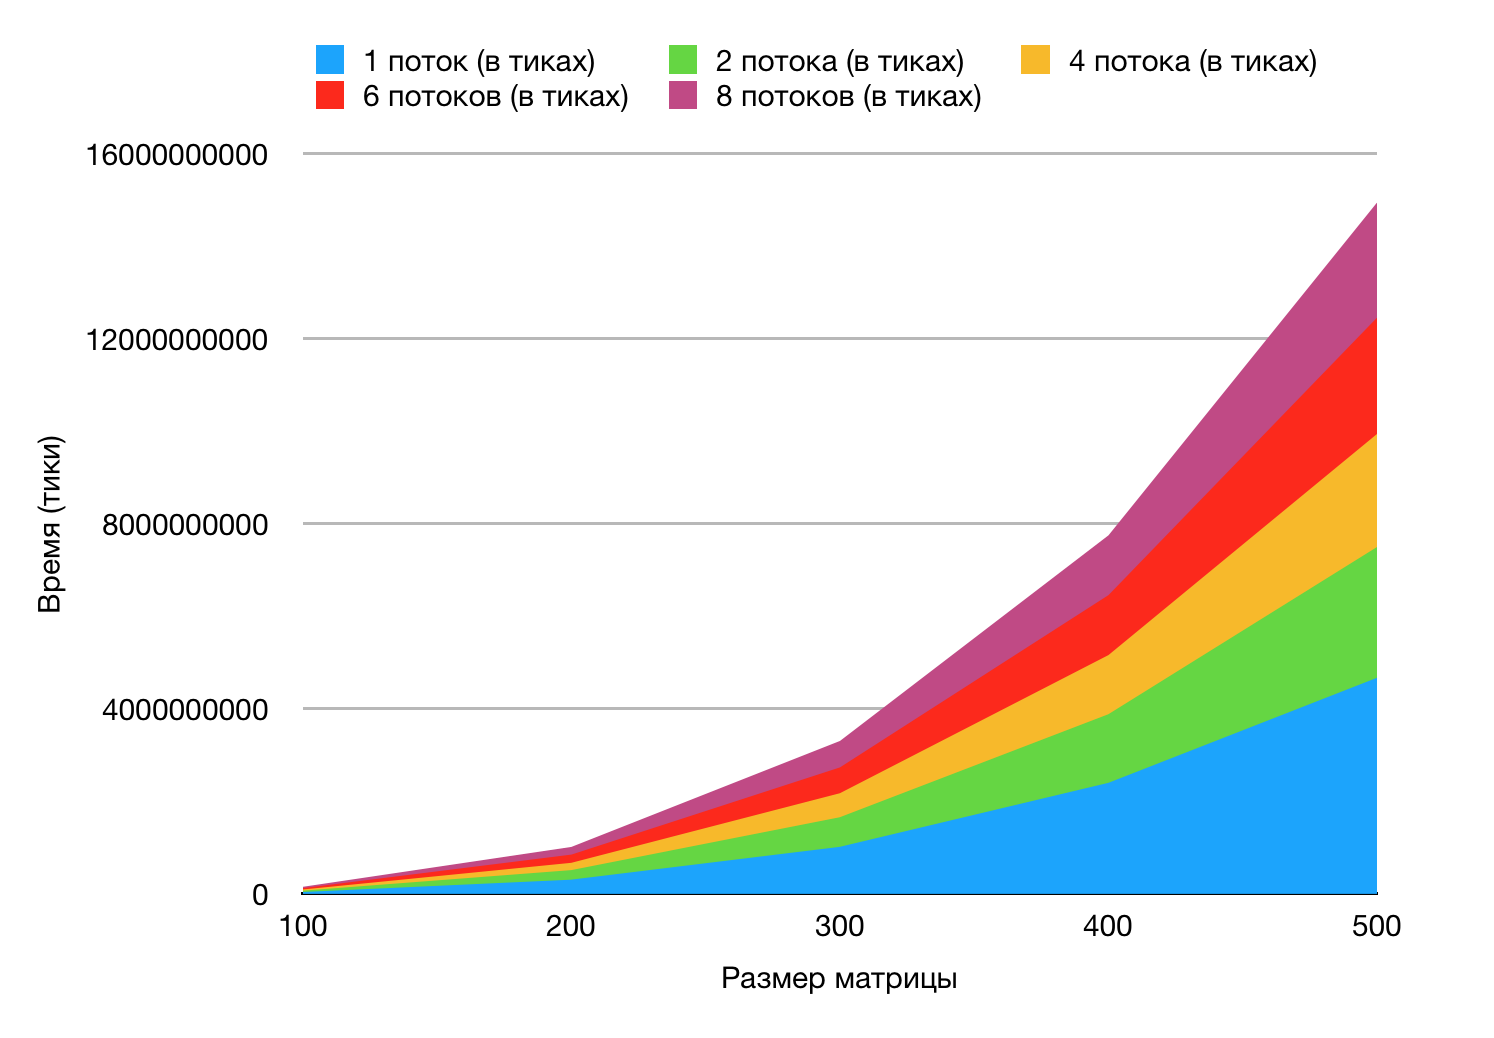 1 поток (в тиках)
2 потока (в тиках)
4 потока (в тиках)
6 потоков (в тиках)
8 потоков (в тиках)
16000000000
12000000000
8000000000
4000000000
0
Время (тики)
100
200
300
400
500
Размер матрицы